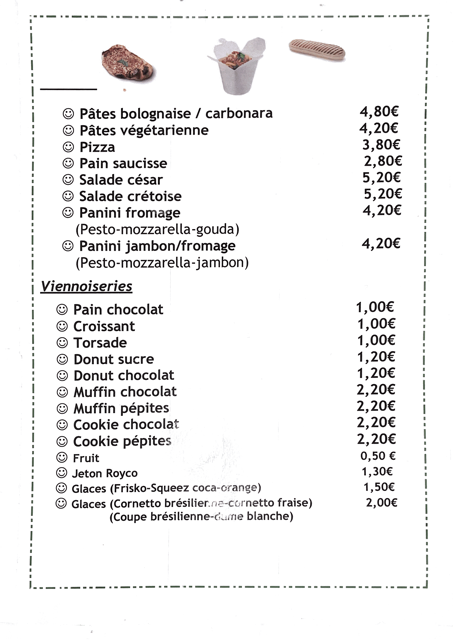 ☺ Pâtes bolognaise / carbonara 4,80€
☺ Pâtes végétarienne 4,20€
☺ Pizza 3,80€
☺ Pain saucisse 2,80€
☺ Salade césar 5,20€
☺ Salade crétoise 5,20€
☺ Panini fromage 4,20€
(Pesto-mozzarella-gouda)
☺ Panini jambon/fromage 4,20€
(Pesto-mozzarella-jambon)
Viennoiseries
☺ Pain chocolat 1,00€
☺ Croissant 1,00€
☺ Torsade 1,00€
☺ Donut sucre 1,20€
☺ Donut chocolat 1,20€
☺ Muffin chocolat 2,20€
☺ Muffin pépites 2,20€
☺ Cookie chocolat 2,20€
☺ Cookie pépites 2,20€
☺ Fruit 0,50 €
☺ Jeton Royco 1,30€
☺ Glaces (Frisko-Squeez coca-orange) 1,50€
☺ Glaces (Cornetto brésilienne-cornetto fraise) 2,00€
(Coupe brésilienne-dame blanche)